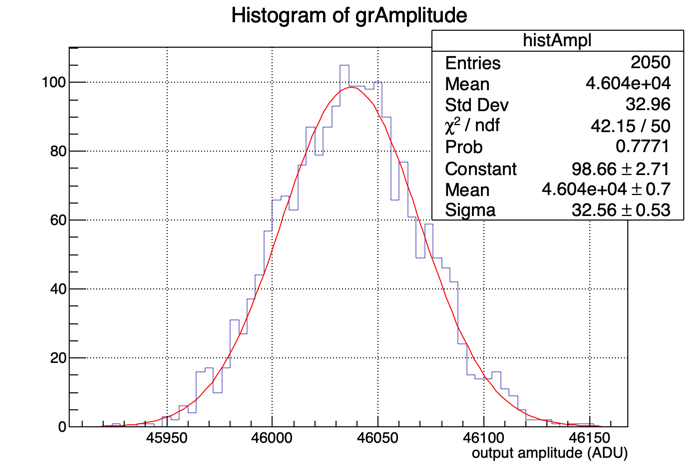 Histogram of grAmplitude
histAmpl
Entries 2050
Mean 4.604e+04
Std Dev 32.96
χ² / ndf 42.15 / 50
Prob 0.7771
Constant 98.66 ± 2.71
Mean 4.604e+04 ± 0.7
Sigma 32.56 ± 0.53
100
80
60
40
20
0
45950 46000 46050 46100 46150
output amplitude (ADU)